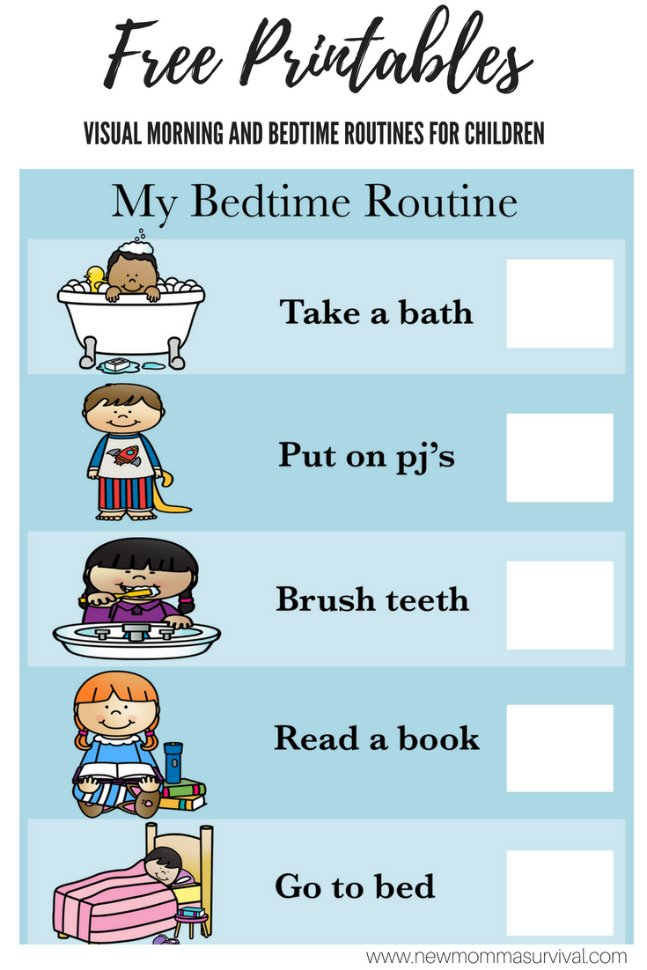 Free Printables
VISUAL MORNING AND BEDTIME ROUTINES FOR CHILDREN
My Bedtime Routine
Take a bath
Put on pj's
Brush teeth
Read a book
Go to bed
www.newmommasurvival.com